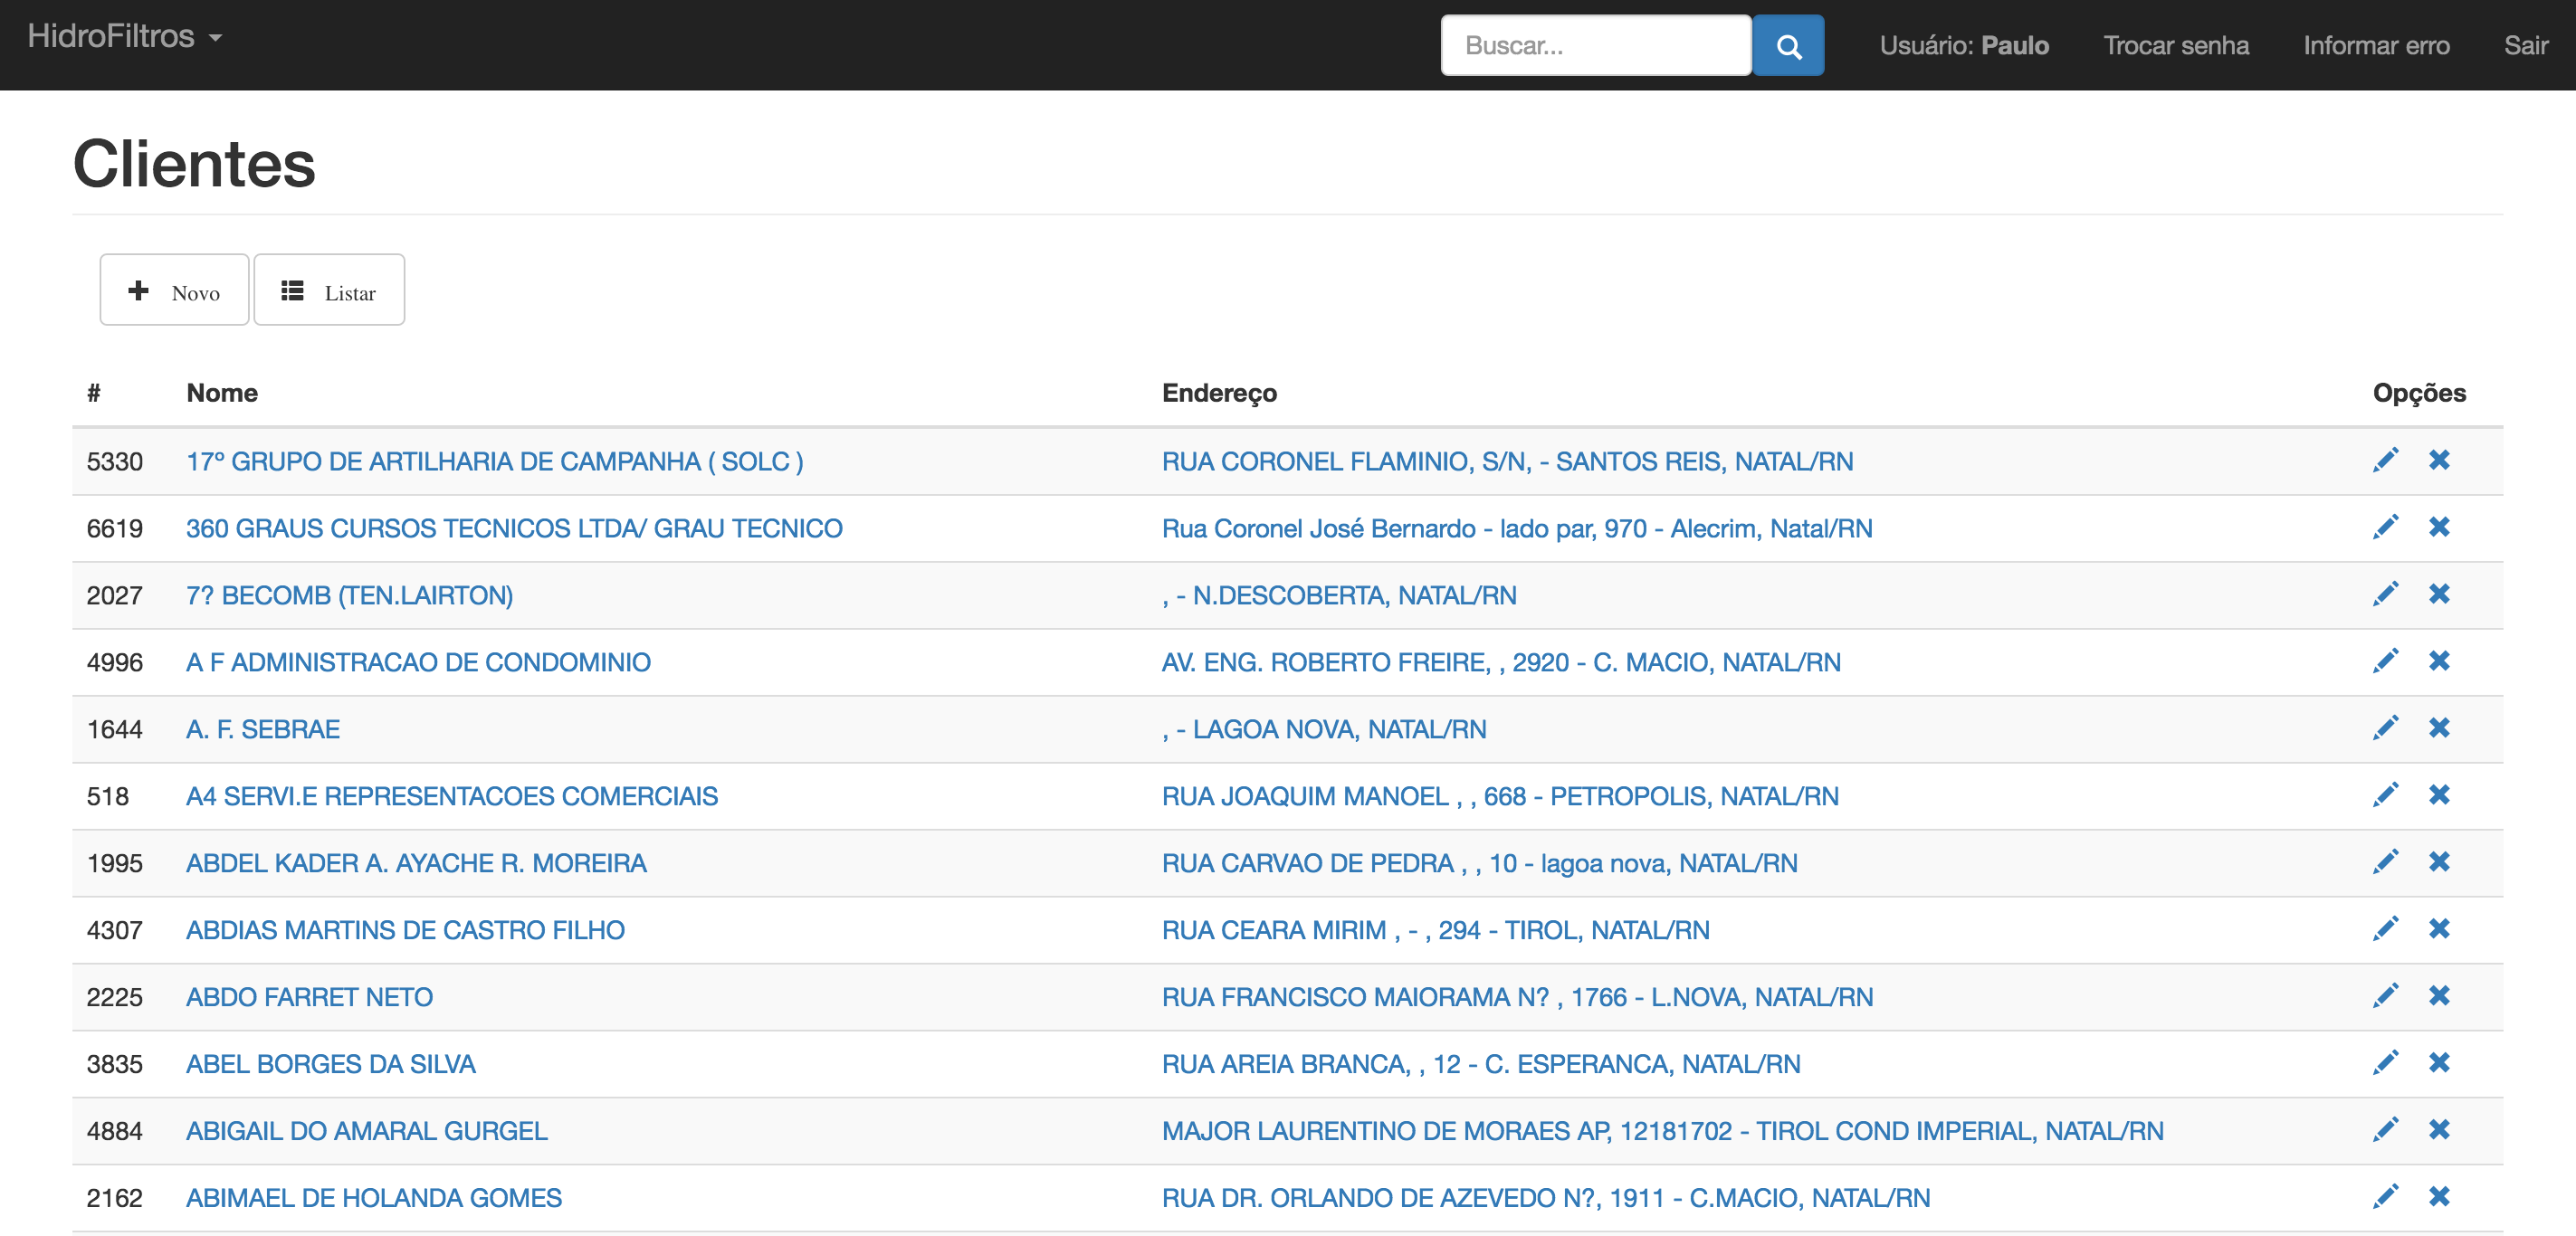 HidroFiltros
Buscar...
Usuário: Paulo
Trocar senha
Informar erro
Sair
Clientes
Novo
Listar
# Nome Endereço Opções
5330 17º GRUPO DE ARTILHARIA DE CAMPANHA ( SOLC ) RUA CORONEL FLAMINIO, S/N, - SANTOS REIS, NATAL/RN
6619 360 GRAUS CURSOS TECNICOS LTDA/ GRAU TECNICO Rua Coronel José Bernardo - lado par, 970 - Alecrim, Natal/RN
2027 7? BECOMB (TEN.LAIRTON) , - N.DESCOBERTA, NATAL/RN
4996 A F ADMINISTRACAO DE CONDOMINIO AV. ENG. ROBERTO FREIRE, , 2920 - C. MACIO, NATAL/RN
1644 A. F. SEBRAE , - LAGOA NOVA, NATAL/RN
518 A4 SERVI.E REPRESENTACOES COMERCIAIS RUA JOAQUIM MANOEL , , 668 - PETROPOLIS, NATAL/RN
1995 ABDEL KADER A. AYACHE R. MOREIRA RUA CARVAO DE PEDRA , , 10 - lagoa nova, NATAL/RN
4307 ABDIAS MARTINS DE CASTRO FILHO RUA CEARA MIRIM , - , 294 - TIROL, NATAL/RN
2225 ABDO FARRET NETO RUA FRANCISCO MAIORAMA N? , 1766 - L.NOVA, NATAL/RN
3835 ABEL BORGES DA SILVA RUA AREIA BRANCA, , 12 - C. ESPERANCA, NATAL/RN
4884 ABIGAIL DO AMARAL GURGEL MAJOR LAURENTINO DE MORAES AP, 12181702 - TIROL COND IMPERIAL, NATAL/RN
2162 ABIMAEL DE HOLANDA GOMES RUA DR. ORLANDO DE AZEVEDO N?, 1911 - C.MACIO, NATAL/RN